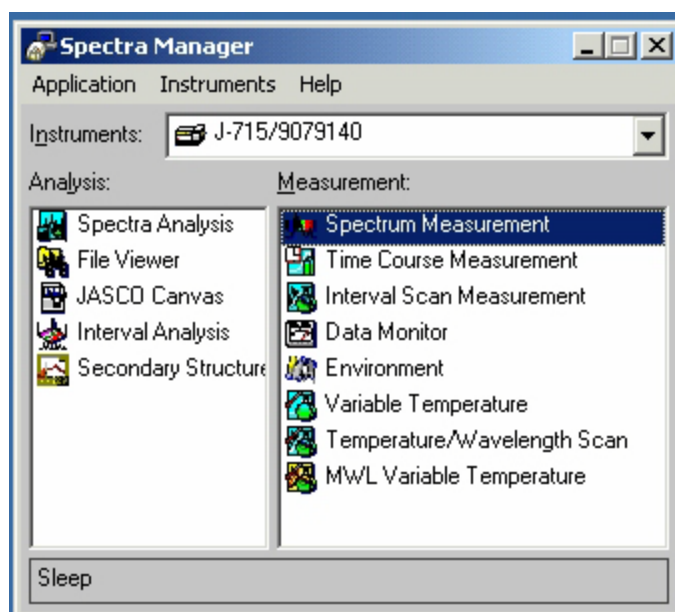 Spectra Manager
Application Instruments Help
Instruments: J-715/9079140
Analysis: Measurement:
Spectra Analysis
File Viewer
JASCO Canvas
Interval Analysis
Secondary Structure
Spectrum Measurement
Time Course Measurement
Interval Scan Measurement
Data Monitor
Environment
Variable Temperature
Temperature/Wavelength Scan
MWL Variable Temperature
Sleep